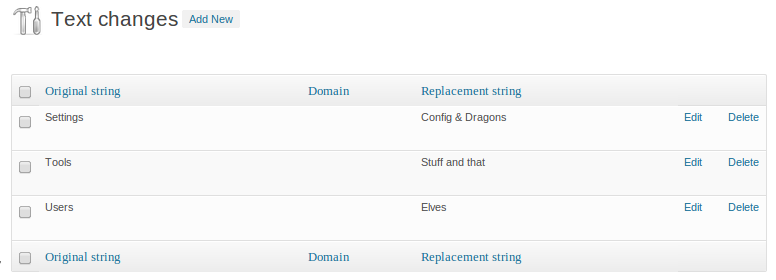 Text changes Add New
Original string Domain Replacement string
Settings Config & Dragons Edit Delete
Tools Stuff and that Edit Delete
Users Elves Edit Delete
Original string Domain Replacement string